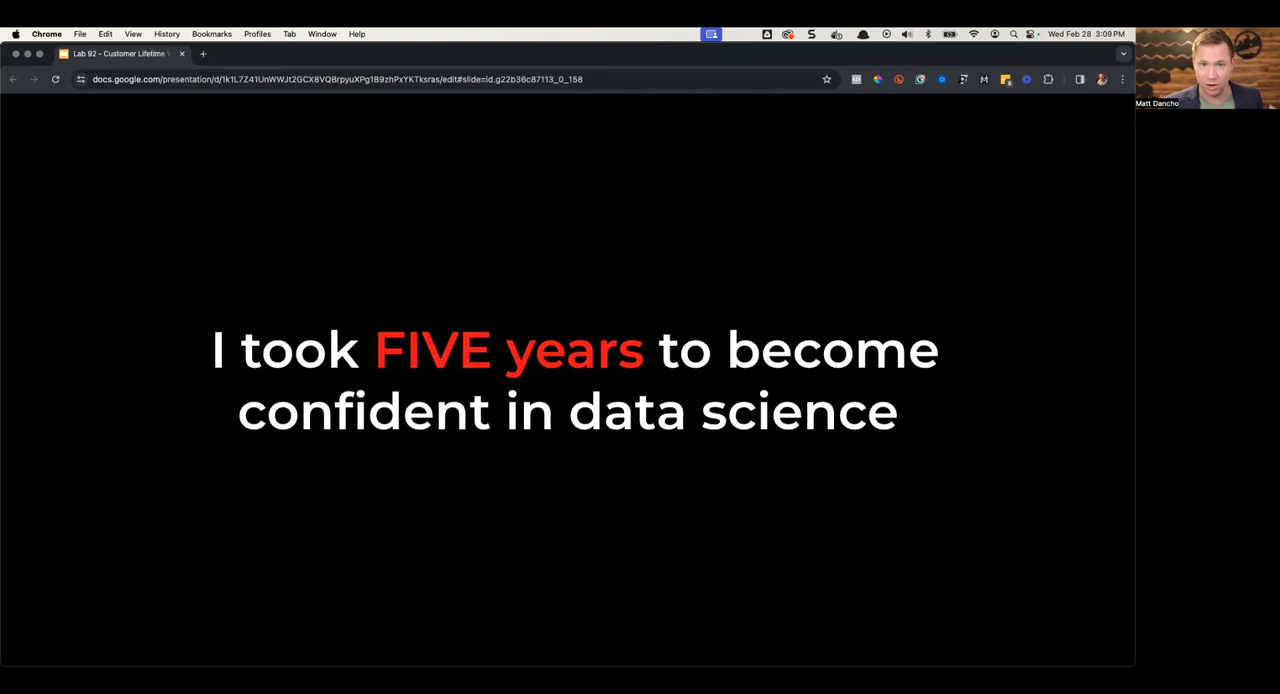 Chrome File Edit View History Bookmarks Profiles Tab Window Help Wed Feb 28 3:09 PM
Lab 92 - Customer Lifetime V
docs.google.com/presentation/d/1k1L7Z41UnWWJt2GCX8VQBrpyuXPg1B9zhPxYKTksras/edit#slide=id.g22b36c87113_0_158
Matt Dancho
I took FIVE years to become
confident in data science